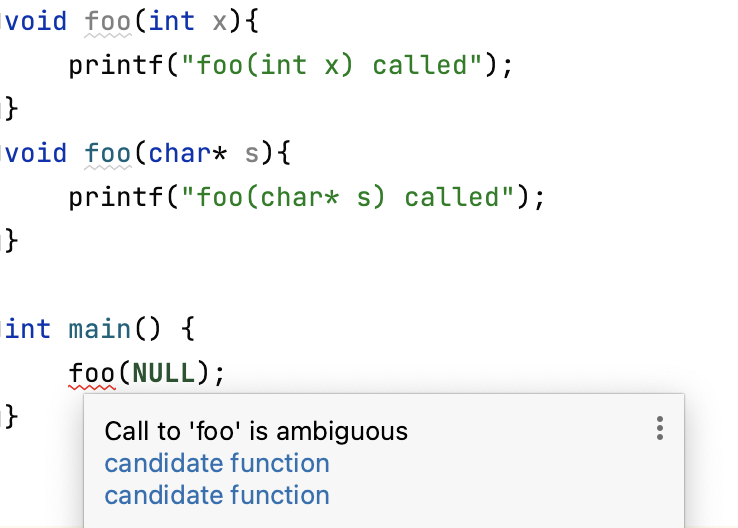 void foo(int x){
printf("foo(int x) called");
}
void foo(char* s){
printf("foo(char* s) called");
}
int main() {
foo(NULL);
}
Call to 'foo' is ambiguous
candidate function
candidate function